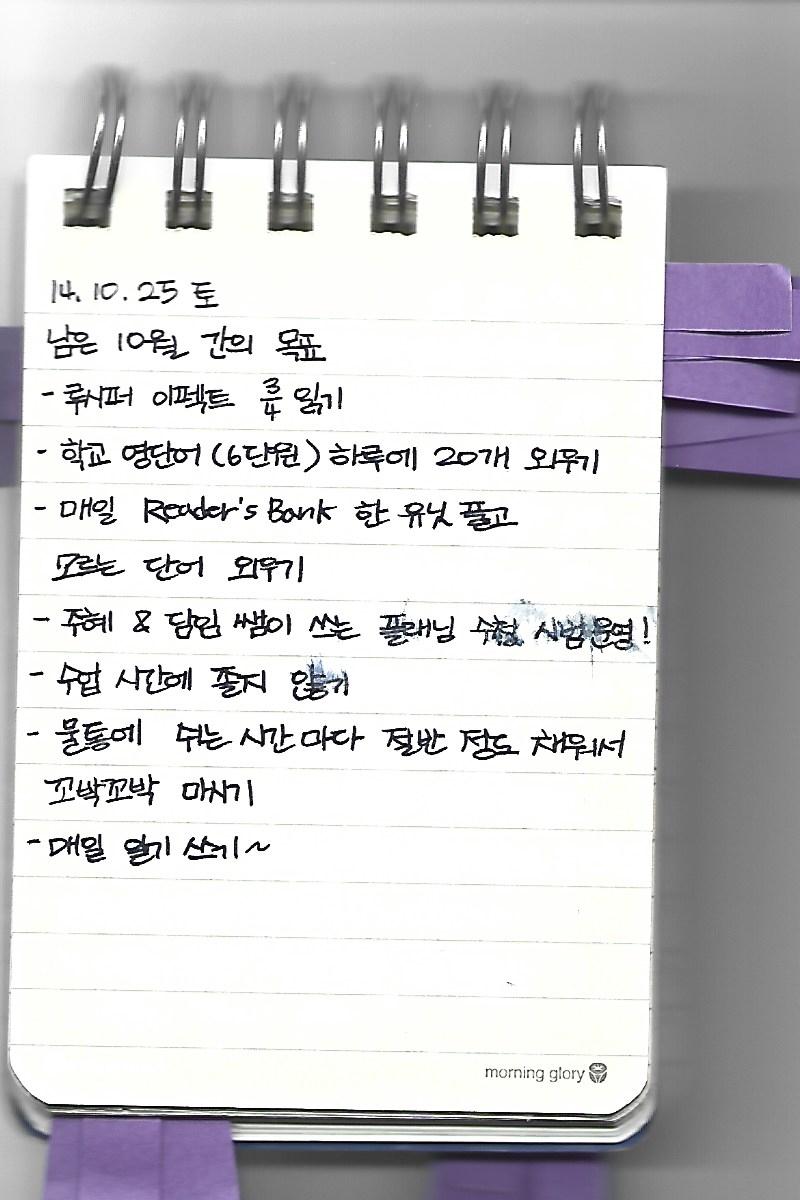 14.10.25 토
남은 10월 간의 목표
- 루시퍼 이펙트 3/4 읽기
- 학교 영단어 (6단원) 하루에 20개 외우기
- 매일 Reader's Bank 한 유닛 풀고
모르는 단어 외우기
- 주혜 & 담임 쌤이 쓰는 플래닝 수첩 시범운영!
- 수업 시간에 졸지 않기
- 물통에 쉬는 시간 마다 절반 정도 채워서
꼬박꼬박 마시기
- 매일 일기 쓰기~
morning glory